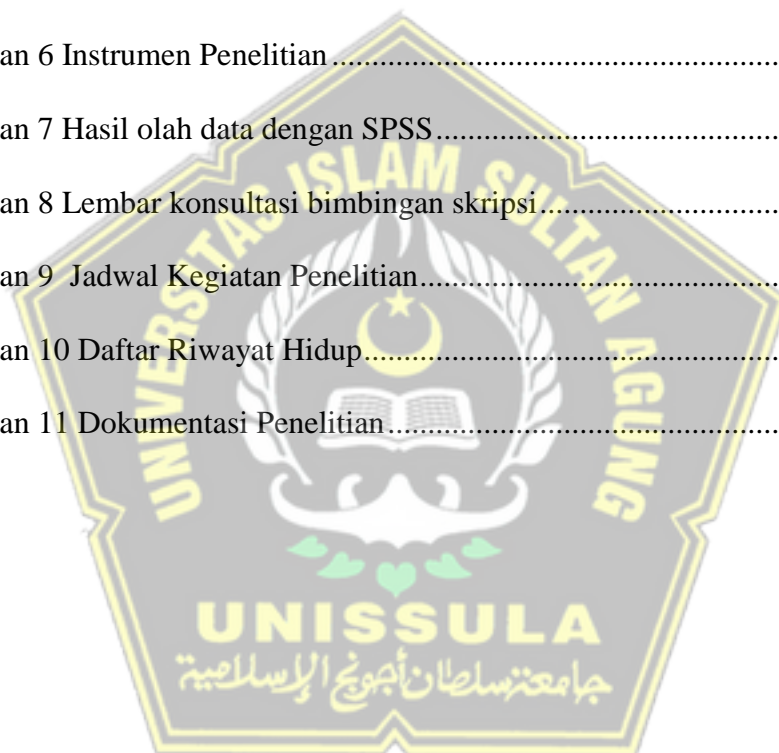 an 6 Instrumen Penelitian..........................................................
an 7 Hasil olah data dengan SPSS............................................
an 8 Lembar konsultasi bimbingan skripsi...............................
an 9  Jadwal Kegiatan Penelitian..............................................
an 10 Daftar Riwayat Hidup.....................................................
an 11 Dokumentasi Penelitian..................................................
UNIVERSITAS ISLAM SULTAN AGUNG
UNISSULA
جامعتنسلطان أجونج الإسلامية